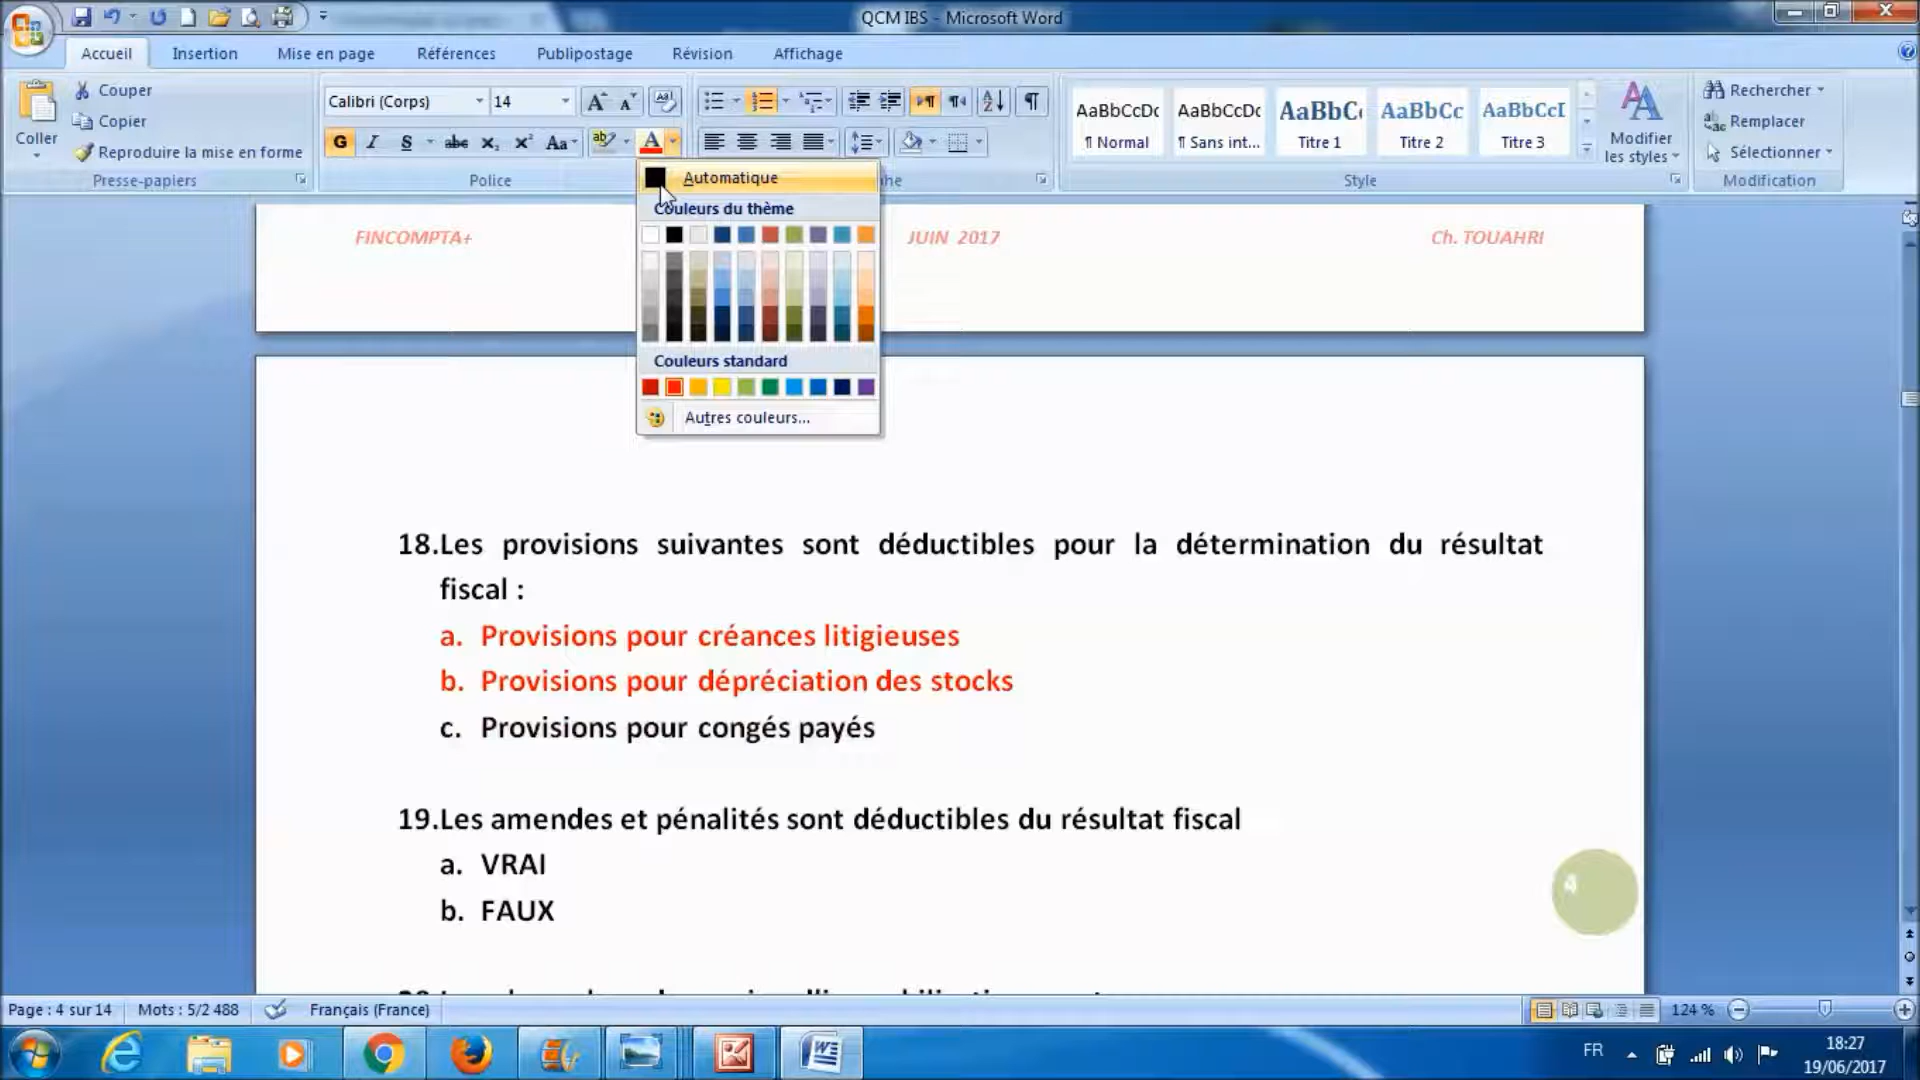 QCM IBS - Microsoft Word
Accueil
Insertion
Mise en page
Références
Publipostage
Révision
Affichage
Coller
Couper
Copier
Reproduire la mise en forme
Presse-papiers
Calibri (Corps)
14
G
I
S
abc
Aa
Police
AaBbCcDc
¶ Normal
AaBbCcDc
¶ Sans int...
AaBbC
Titre 1
AaBbCc
Titre 2
AaBbCcI
Titre 3
Style
Modifier
les styles
Rechercher
Remplacer
Sélectionner
Modification
Automatique
Couleurs du thème
Couleurs standard
Autres couleurs...
FINCOMPTA+
JUIN 2017
Ch. TOUAHRI
18.Les provisions suivantes sont déductibles pour la détermination du résultat
fiscal :
a. Provisions pour créances litigieuses
b. Provisions pour dépréciation des stocks
c. Provisions pour congés payés
19.Les amendes et pénalités sont déductibles du résultat fiscal
a. VRAI
b. FAUX
4
Page : 4 sur 14
Mots : 5/2 488
Français (France)
124 %
FR
18:27
19/06/2017